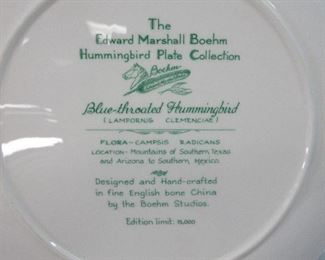 The
Edward Marshall Boehm
Hummingbird Plate Collection
Boehm
Blue-throated Hummingbird
(LAMPORNIS CLEMENCIAE)
FLORA-CAMPSIS RADICANS
LOCATION- Mountains of Southern Texas
and Arizona to Southern Mexico.
Designed and Hand-crafted
in fine English bone China
by the Boehm Studios.
Edition limit: 15,000